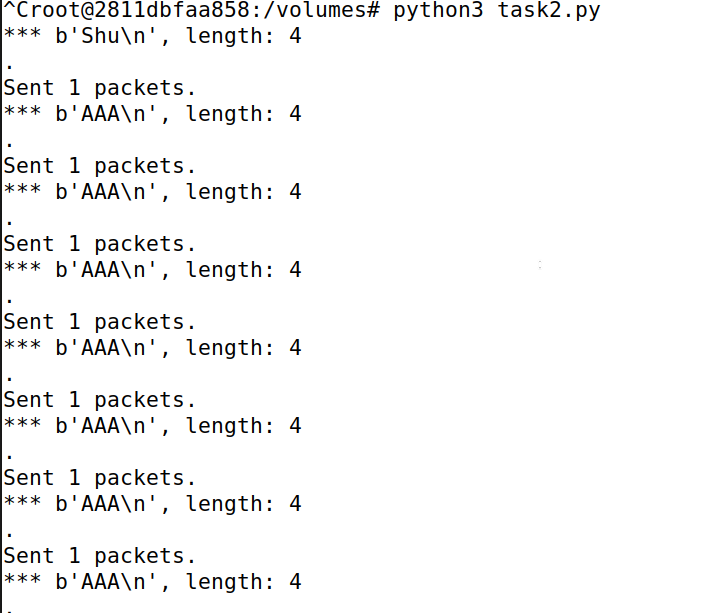 ^Croot@2811dbfaa858:/volumes# python3 task2.py
*** b'Shu\n', length: 4
.
Sent 1 packets.
*** b'AAA\n', length: 4
.
Sent 1 packets.
*** b'AAA\n', length: 4
.
Sent 1 packets.
*** b'AAA\n', length: 4
.
Sent 1 packets.
*** b'AAA\n', length: 4
.
Sent 1 packets.
*** b'AAA\n', length: 4
.
Sent 1 packets.
*** b'AAA\n', length: 4
.
Sent 1 packets.
*** b'AAA\n', length: 4
.